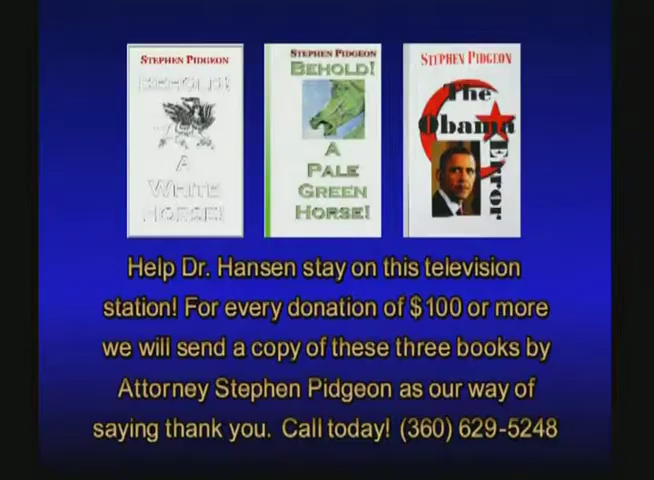 STEPHEN PIDGEON
BEHOLD!
A
WHITE
HORSE!
STEPHEN PIDGEON
BEHOLD!
A
PALE
GREEN
HORSE!
STEPHEN PIDGEON
The
Obama
Error
Help Dr. Hansen stay on this television
station! For every donation of $100 or more
we will send a copy of these three books by
Attorney Stephen Pidgeon as our way of
saying thank you. Call today! (360) 629-5248